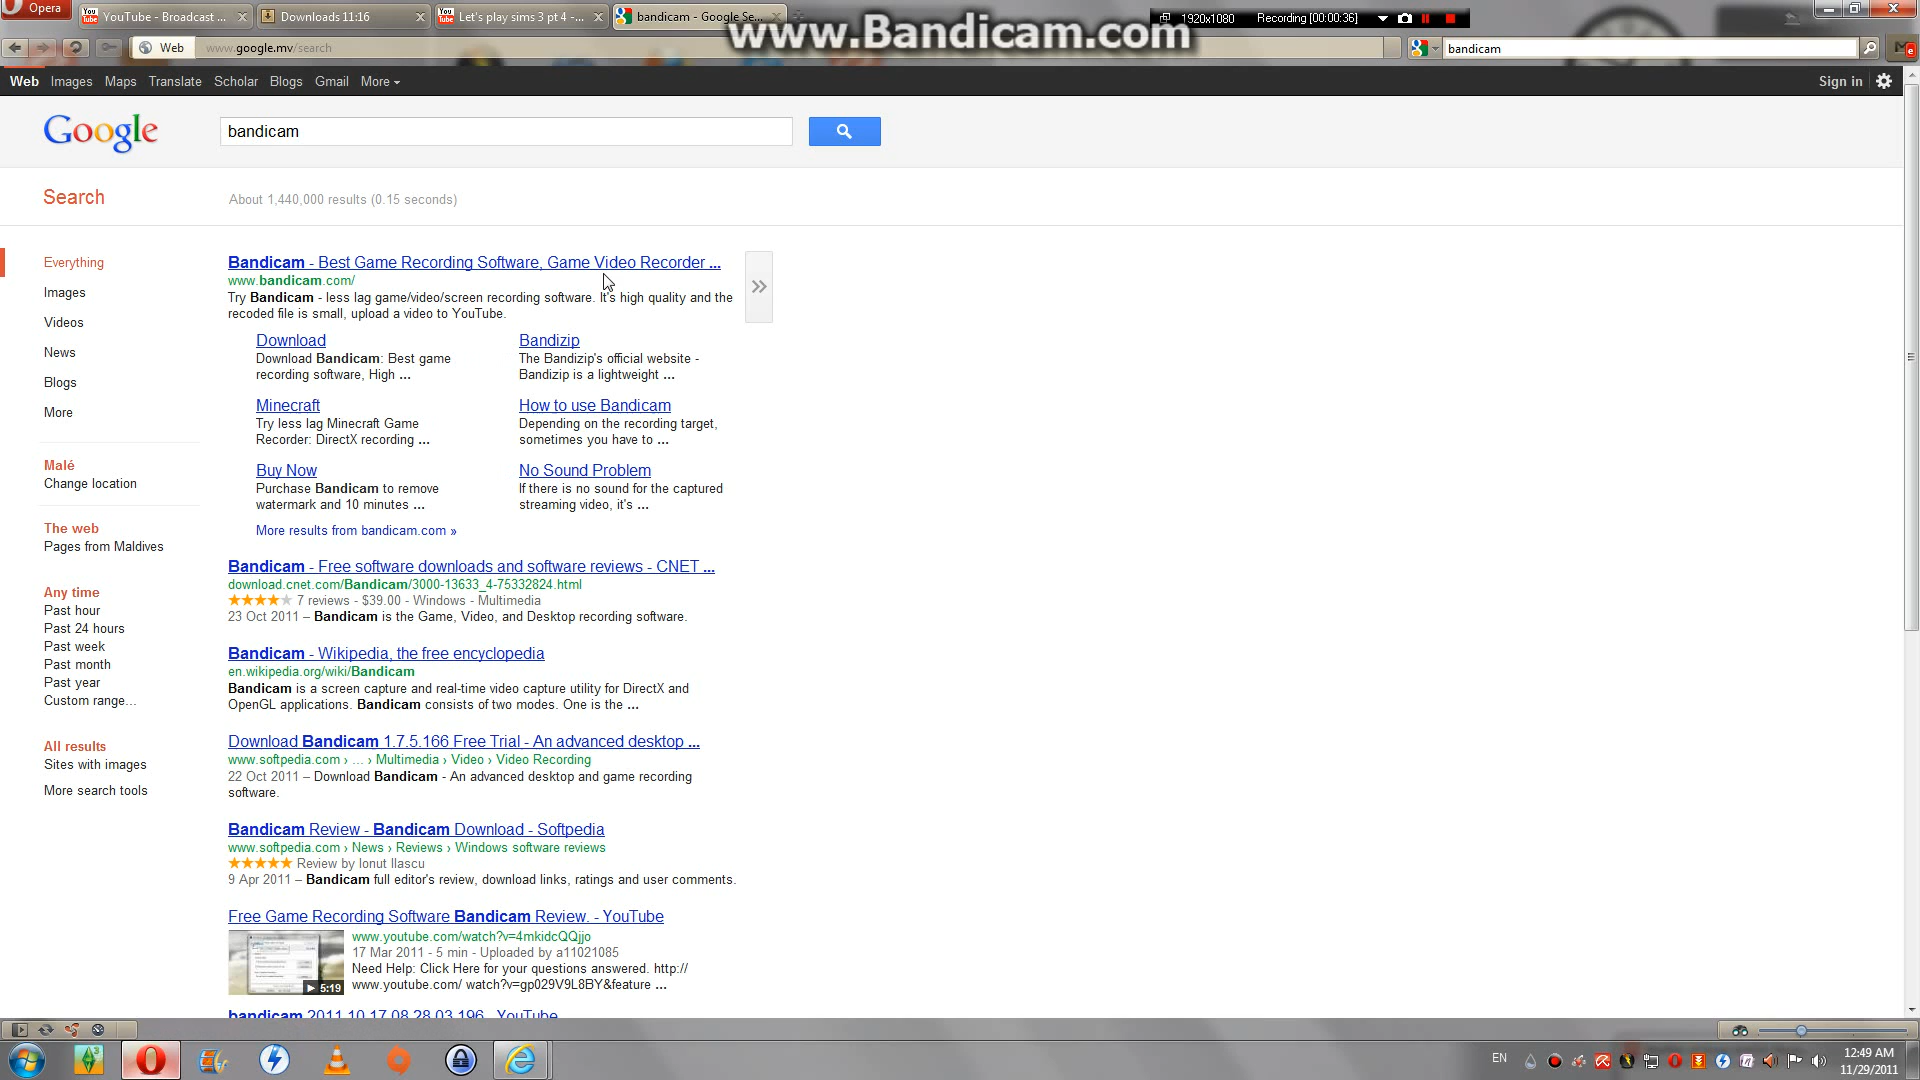 Opera
YouTube - Broadcast ...
Downloads 11:16
Let's play sims 3 pt 4 -...
bandicam - Google Se...
1920x1080
Recording [00:00:36]
www.Bandicam.com
Web
www.google.mv/search
bandicam
Web Images Maps Translate Scholar Blogs Gmail More
Sign in
Google
bandicam
Search
About 1,440,000 results (0.15 seconds)
Everything
Images
Videos
News
Blogs
More
Malé
Change location
The web
Pages from Maldives
Any time
Past hour
Past 24 hours
Past week
Past month
Past year
Custom range...
All results
Sites with images
More search tools
Bandicam - Best Game Recording Software, Game Video Recorder ...
www.bandicam.com/
Try Bandicam - less lag game/video/screen recording software. It's high quality and the
recoded file is small, upload a video to YouTube.
Download
Download Bandicam: Best game
recording software, High ...
Bandizip
The Bandizip's official website -
Bandizip is a lightweight ...
Minecraft
Try less lag Minecraft Game
Recorder: DirectX recording ...
How to use Bandicam
Depending on the recording target,
sometimes you have to ...
Buy Now
Purchase Bandicam to remove
watermark and 10 minutes ...
No Sound Problem
If there is no sound for the captured
streaming video, it's ...
More results from bandicam.com »
Bandicam - Free software downloads and software reviews - CNET ...
download.cnet.com/Bandicam/3000-13633_4-75332824.html
7 reviews - $39.00 - Windows - Multimedia
23 Oct 2011 – Bandicam is the Game, Video, and Desktop recording software.
Bandicam - Wikipedia, the free encyclopedia
en.wikipedia.org/wiki/Bandicam
Bandicam is a screen capture and real-time video capture utility for DirectX and
OpenGL applications. Bandicam consists of two modes. One is the ...
Download Bandicam 1.7.5.166 Free Trial - An advanced desktop ...
www.softpedia.com › ... › Multimedia › Video › Video Recording
22 Oct 2011 – Download Bandicam - An advanced desktop and game recording
software.
Bandicam Review - Bandicam Download - Softpedia
www.softpedia.com › News › Reviews › Windows software reviews
Review by Ionut Ilascu
9 Apr 2011 – Bandicam full editor's review, download links, ratings and user comments.
Free Game Recording Software Bandicam Review. - YouTube
5:19
www.youtube.com/watch?v=4mkidcQQjjo
17 Mar 2011 - 5 min - Uploaded by a11021085
Need Help: Click Here for your questions answered. http://
www.youtube.com/ watch?v=gp029V9L8BY&feature ...
bandicam 2011 10 17 08 28 03 196 - YouTube
EN
12:49 AM
11/29/2011